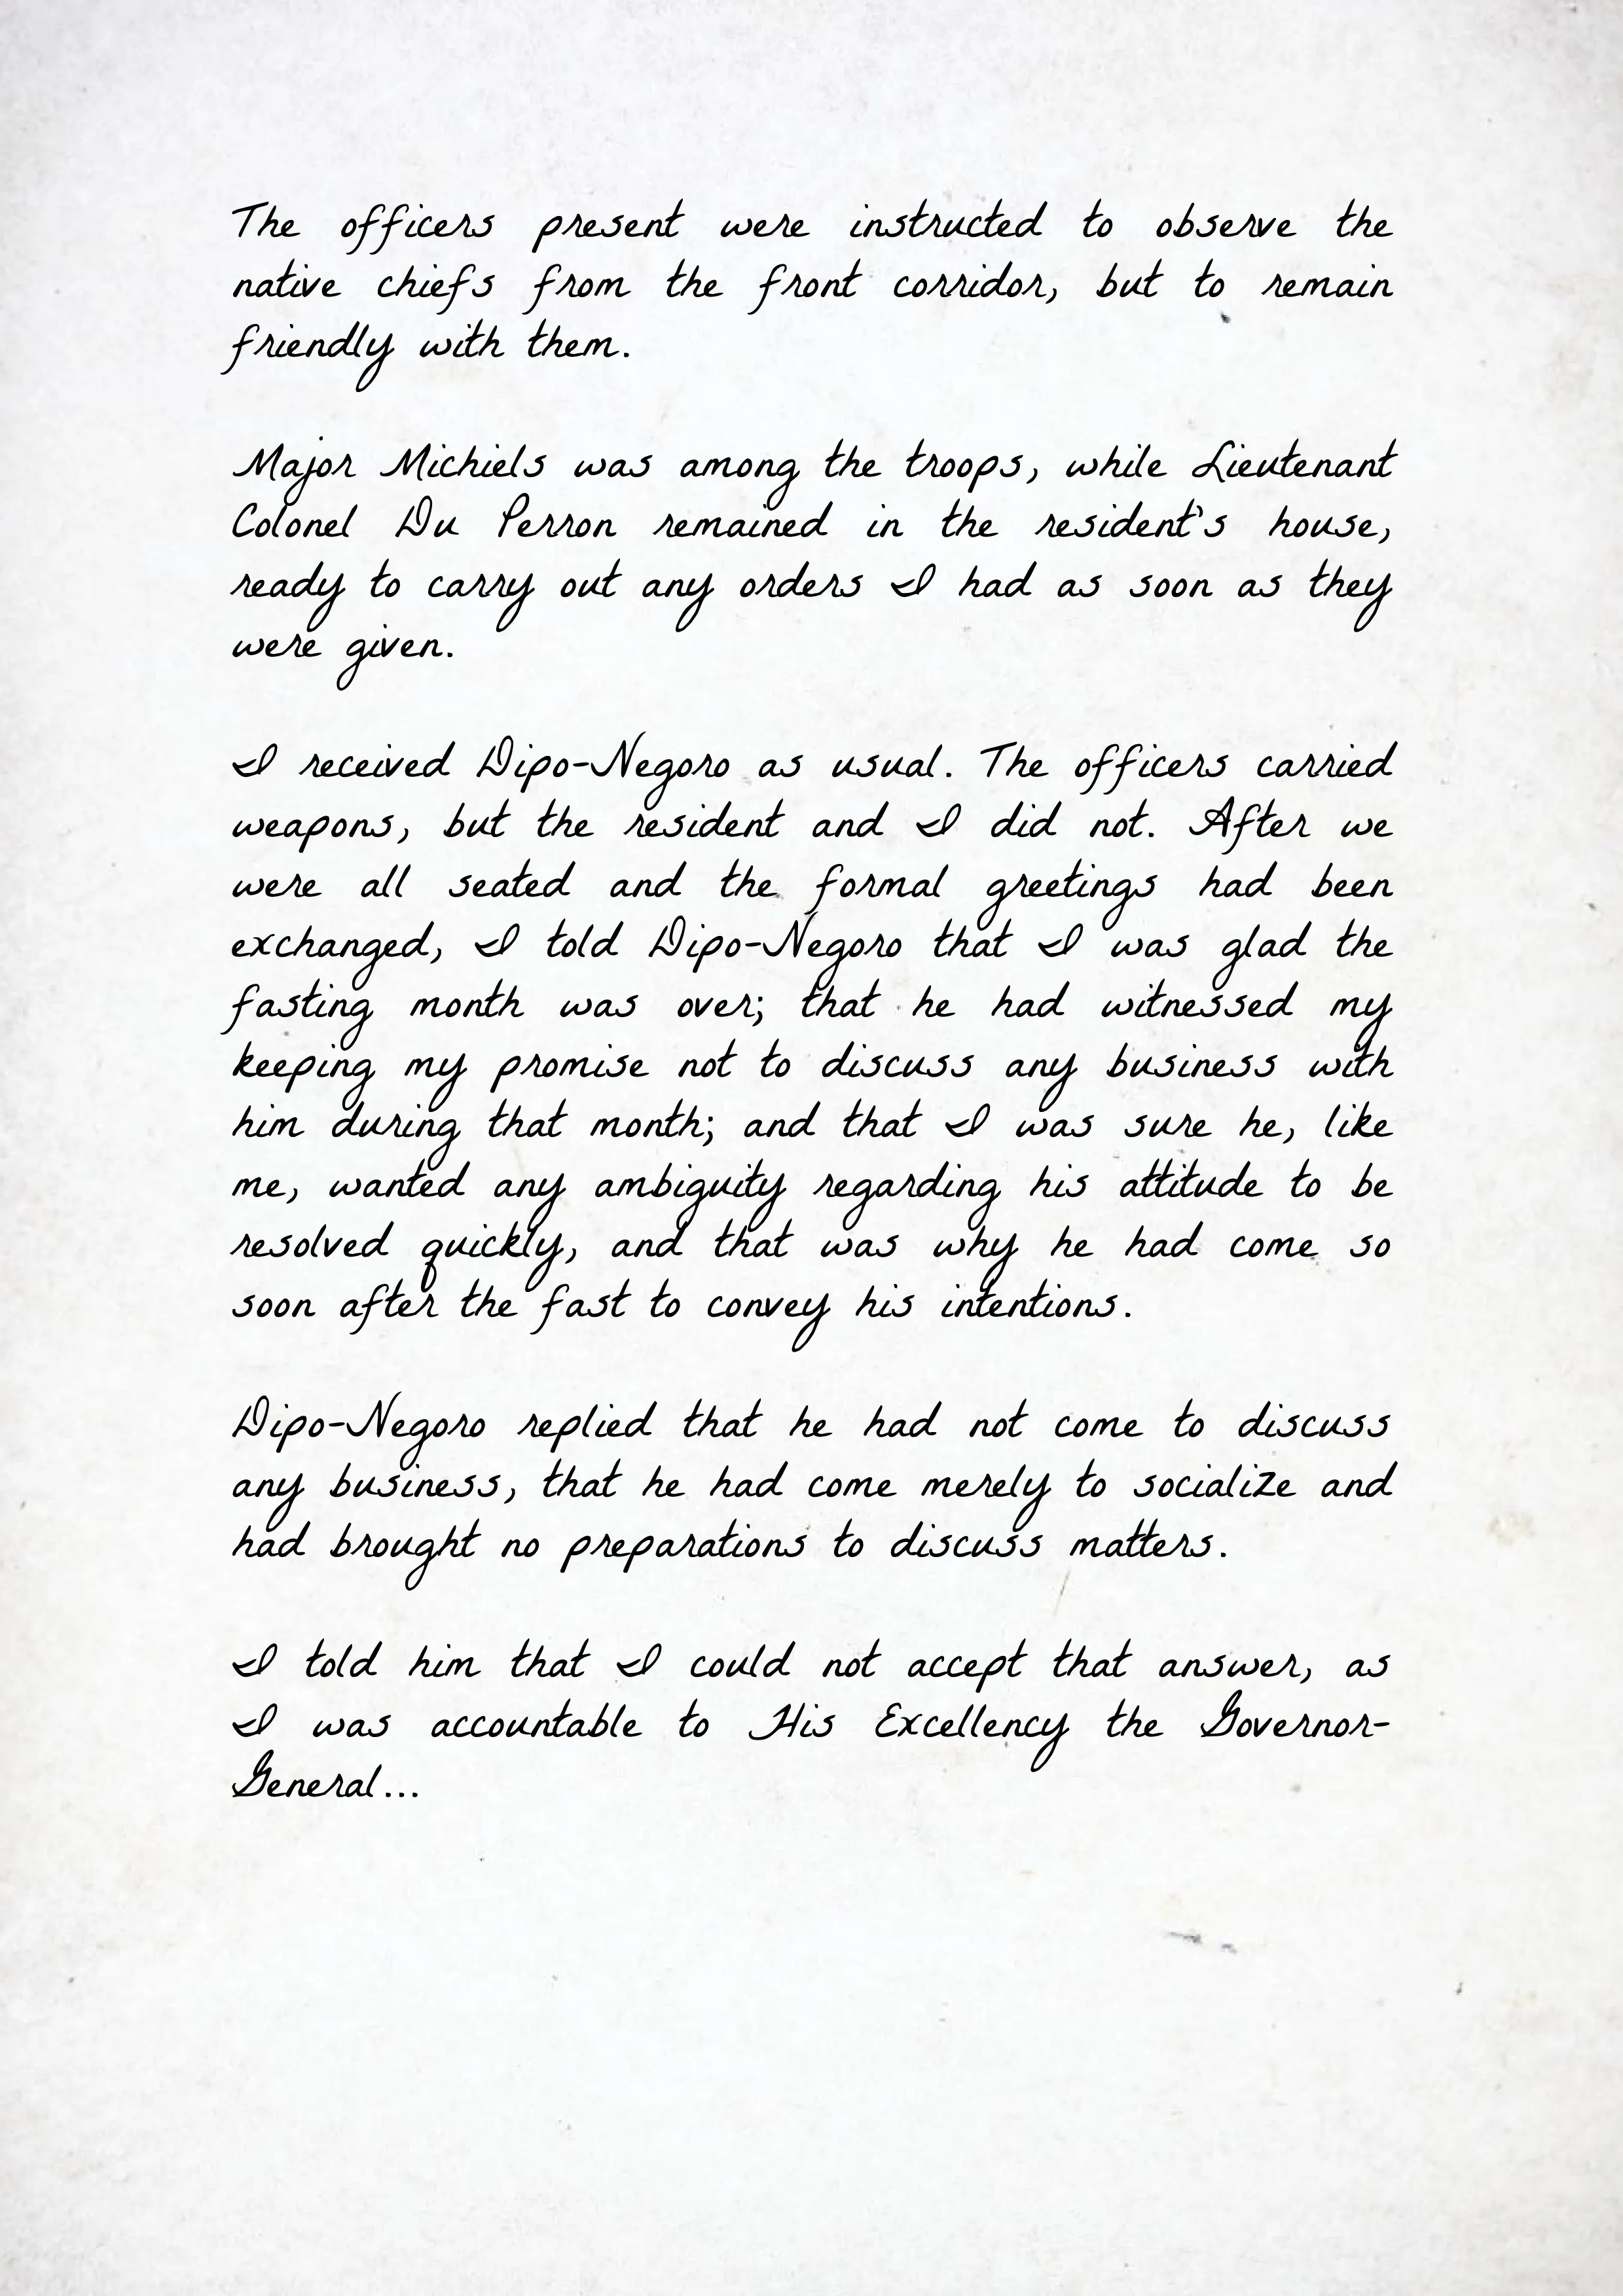 The officers present were instructed to observe the
native chiefs from the front corridor, but to remain
friendly with them.
Major Michiels was among the troops, while Lieutenant
Colonel Du Perron remained in the resident's house,
ready to carry out any orders I had as soon as they
were given.
I received Dipo-Negoro as usual. The officers carried
weapons, but the resident and I did not. After we
were all seated and the formal greetings had been
exchanged, I told Dipo-Negoro that I was glad the
fasting month was over; that he had witnessed my
keeping my promise not to discuss any business with
him during that month; and that I was sure he, like
me, wanted any ambiguity regarding his attitude to be
resolved quickly, and that was why he had come so
soon after the fast to convey his intentions.
Dipo-Negoro replied that he had not come to discuss
any business, that he had come merely to socialize and
had brought no preparations to discuss matters.
I told him that I could not accept that answer, as
I was accountable to His Excellency the Governor-
General...